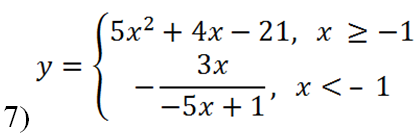 7) y = { 5x² + 4x − 21, x ≥ −1
− 3x / (−5x + 1), x < − 1